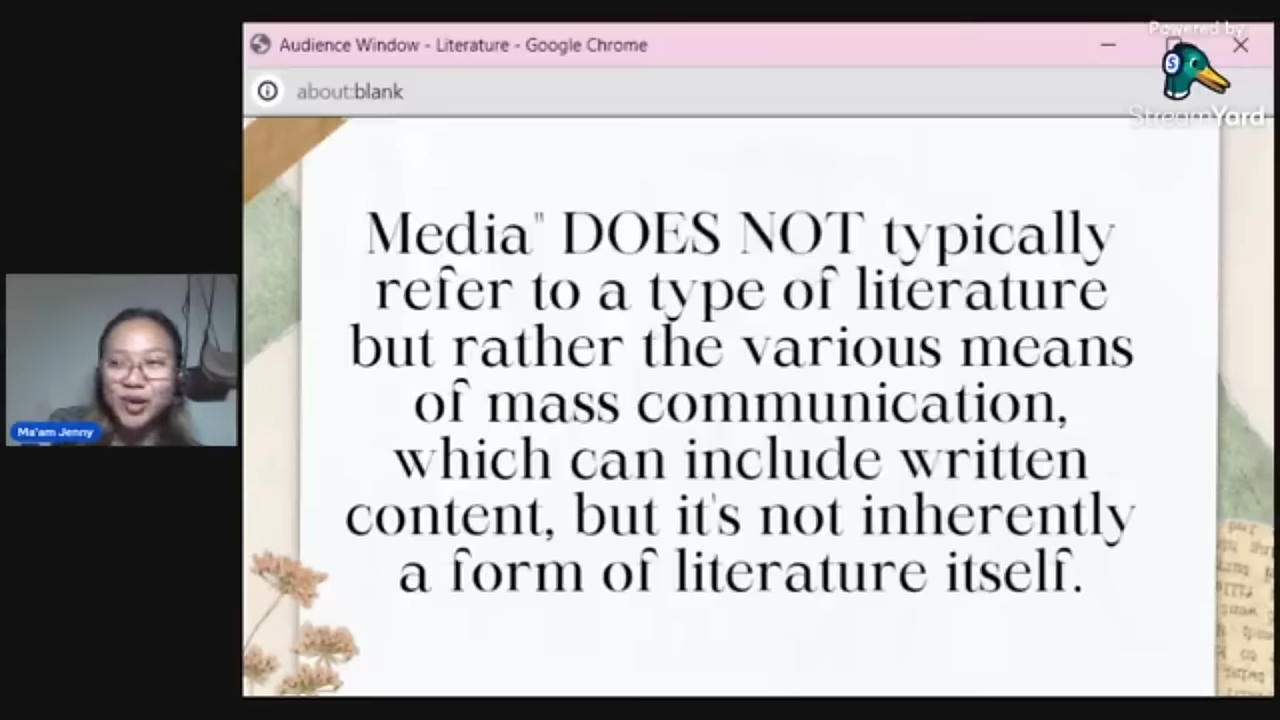 Audience Window - Literature - Google Chrome
Powered by
StreamYard
about:blank
Media" DOES NOT typically
refer to a type of literature
but rather the various means
of mass communication,
which can include written
content, but it's not inherently
a form of literature itself.
Ma'am Jenny